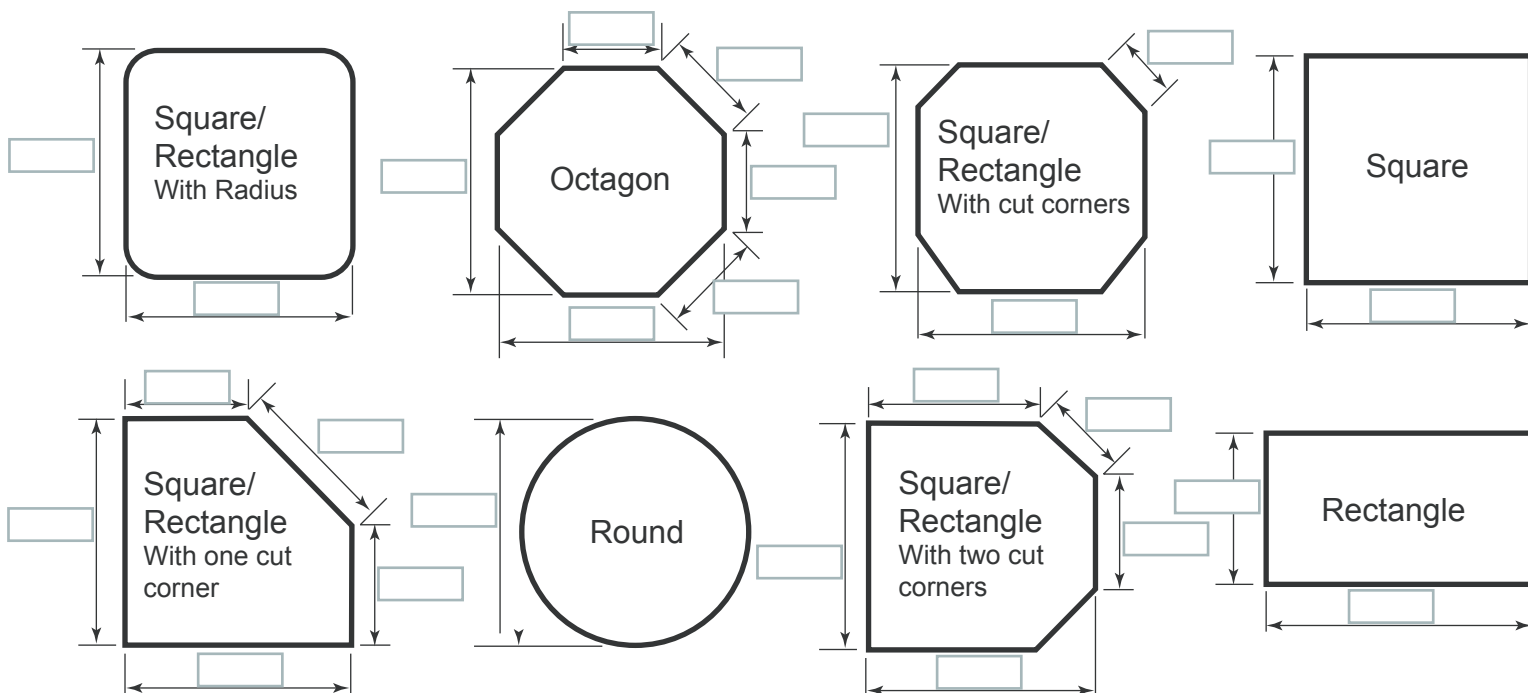 Square/
Rectangle
With Radius
Octagon
Square/
Rectangle
With cut corners
Square
Square/
Rectangle
With one cut
corner
Round
Square/
Rectangle
With two cut
corners
Rectangle